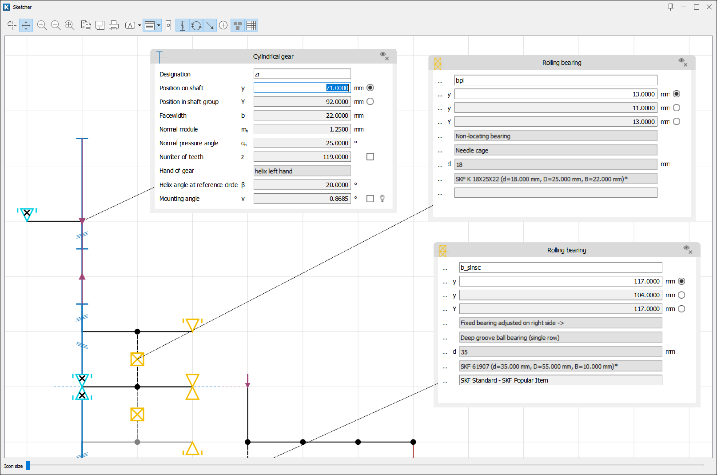 Sketcher
Cylindrical gear
Designation
Position on shaft y 21.0000 mm
Position in shaft group Y 92.0000 mm
Facewidth b 22.0000 mm
Normal module mn 1.2500 mm
Normal pressure angle αn 25.0000 °
Number of teeth z 119.0000
Hand of gear helix left hand
Helix angle at reference circle β 20.0000 °
Mounting angle ν 0.8685 °
Rolling bearing
... bpl
... y 13.0000 mm
... y 11.0000 mm
... Y 13.0000 mm
... Non-locating bearing
... Needle cage
... d 18 mm
... SKF K 18X25X22 (d=18.000 mm, D=25.000 mm, B=22.000 mm)*
...
Rolling bearing
... b_slnsc
... y 117.0000 mm
... y 104.0000 mm
... Y 117.0000 mm
... Fixed bearing adjusted on right side ->
... Deep groove ball bearing (single row)
... d 35 mm
... SKF 61907 (d=35.000 mm, D=55.000 mm, B=10.000 mm)*
... SKF Standard - SKF Popular Item
Icon size